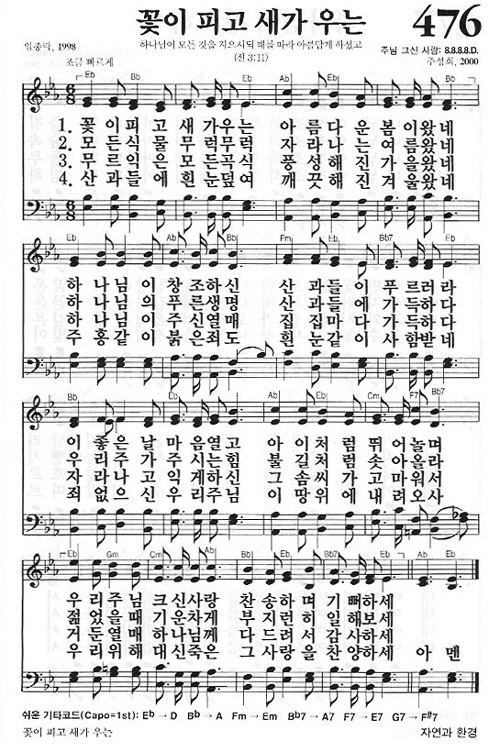 꽃이 피고 새가 우는
476
임종락, 1998
하나님이 모든 것을 지으시되 때를 따라 아름답게 하셨고
(전 3:11)
주님 크신 사랑: 8.8.8.8.D.
주성희, 2000
조금 빠르게
Eb Bb Ab Bb
1. 꽃이피고새가우는 아름다운봄이왔네
2. 모든식물무럭무럭 자라나는여름왔네
3. 무르익은모든곡식 풍성해진가을왔네
4. 산과들에흰눈덮여 깨끗해진겨울왔네
Eb Ab Bb Fm Eb Bb7 Eb
하나님이창조하신 산과들이푸르러라
하나님의푸른생명 산과들에가득하다
하나님이주신열매 집집마다가득하다
주홍같이붉은죄도 흰눈같이사함받네
Bb Ab Bb Eb Cm F7 Bb7
이좋은날마음열고 아이처럼뛰어놀며
우리주가주시는힘 불길처럼솟아올라
자라나고익게하신 그솜씨가고마워서
죄없으신우리주님 이땅위에내려오사
Eb Gm Cm Ab Bb Eb Ab Eb
우리주님크신사랑 찬송하며기뻐하세
젊었을때기운차게 부지런히일해보세
거둔열매하나님께 다드려서감사하세
우리위해대신죽은 그사랑을찬양하세 아멘
쉬운 기타코드(Capo=1st): Eb→D Bb→A Fm→Em Bb7→A7 F7→E7 G7→F#7
꽃이 피고 새가 우는
자연과 환경